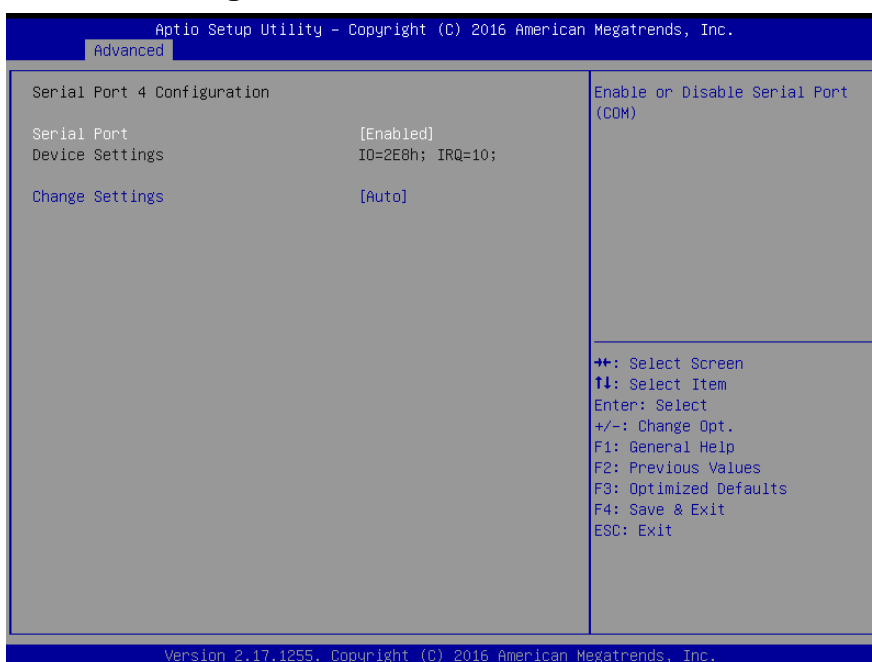 Aptio Setup Utility – Copyright (C) 2016 American Megatrends, Inc.
Advanced
Serial Port 4 Configuration
Serial Port [Enabled]
Device Settings IO=2E8h; IRQ=10;
Change Settings [Auto]
Enable or Disable Serial Port
(COM)
→←: Select Screen
↑↓: Select Item
Enter: Select
+/-: Change Opt.
F1: General Help
F2: Previous Values
F3: Optimized Defaults
F4: Save & Exit
ESC: Exit
Version 2.17.1255. Copyright (C) 2016 American Megatrends, Inc.